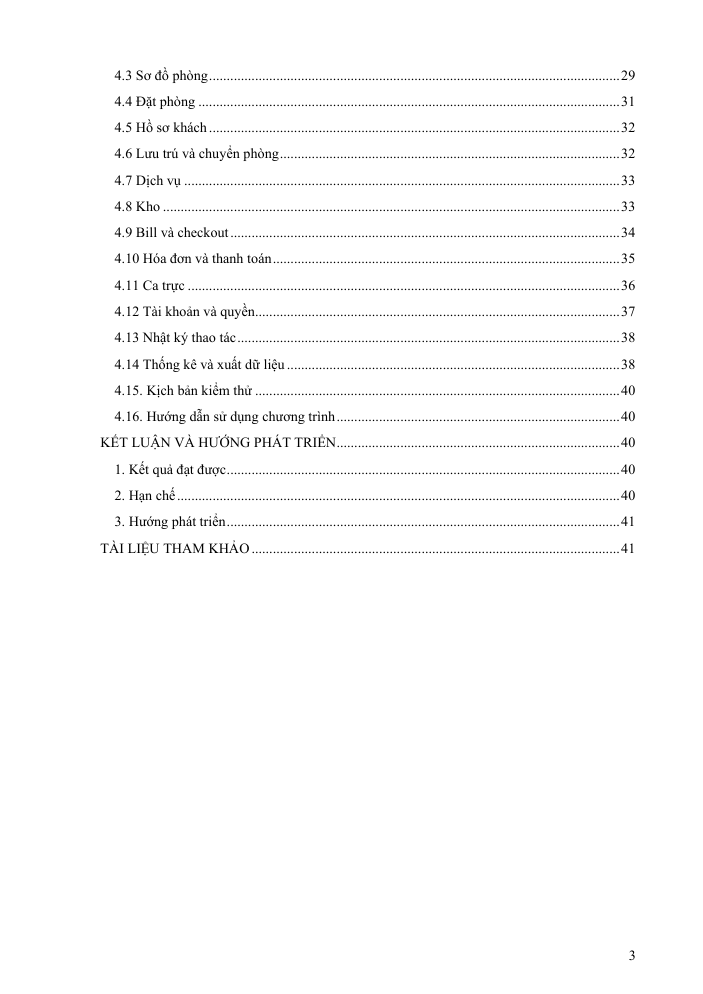 4.3 Sơ đồ phòng........................................29
4.4 Đặt phòng ........................................31
4.5 Hồ sơ khách ........................................32
4.6 Lưu trú và chuyển phòng........................................32
4.7 Dịch vụ ........................................33
4.8 Kho ........................................33
4.9 Bill và checkout ........................................34
4.10 Hóa đơn và thanh toán........................................35
4.11 Ca trực ........................................36
4.12 Tài khoản và quyền........................................37
4.13 Nhật ký thao tác........................................38
4.14 Thống kê và xuất dữ liệu ........................................38
4.15. Kịch bản kiểm thử ........................................40
4.16. Hướng dẫn sử dụng chương trình........................................40
KẾT LUẬN VÀ HƯỚNG PHÁT TRIỂN........................................40
1. Kết quả đạt được........................................40
2. Hạn chế ........................................40
3. Hướng phát triển........................................41
TÀI LIỆU THAM KHẢO ........................................41
3